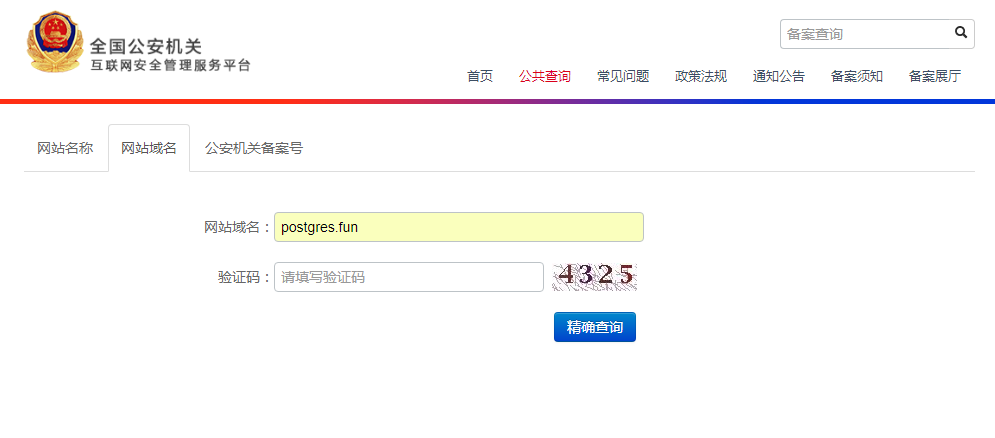 全国公安机关
互联网安全管理服务平台
备案查询
首页 公共查询 常见问题 政策法规 通知公告 备案须知 备案展厅
网站名称 网站域名 公安机关备案号
网站域名： postgres.fun
验证码： 请填写验证码 4325
精确查询